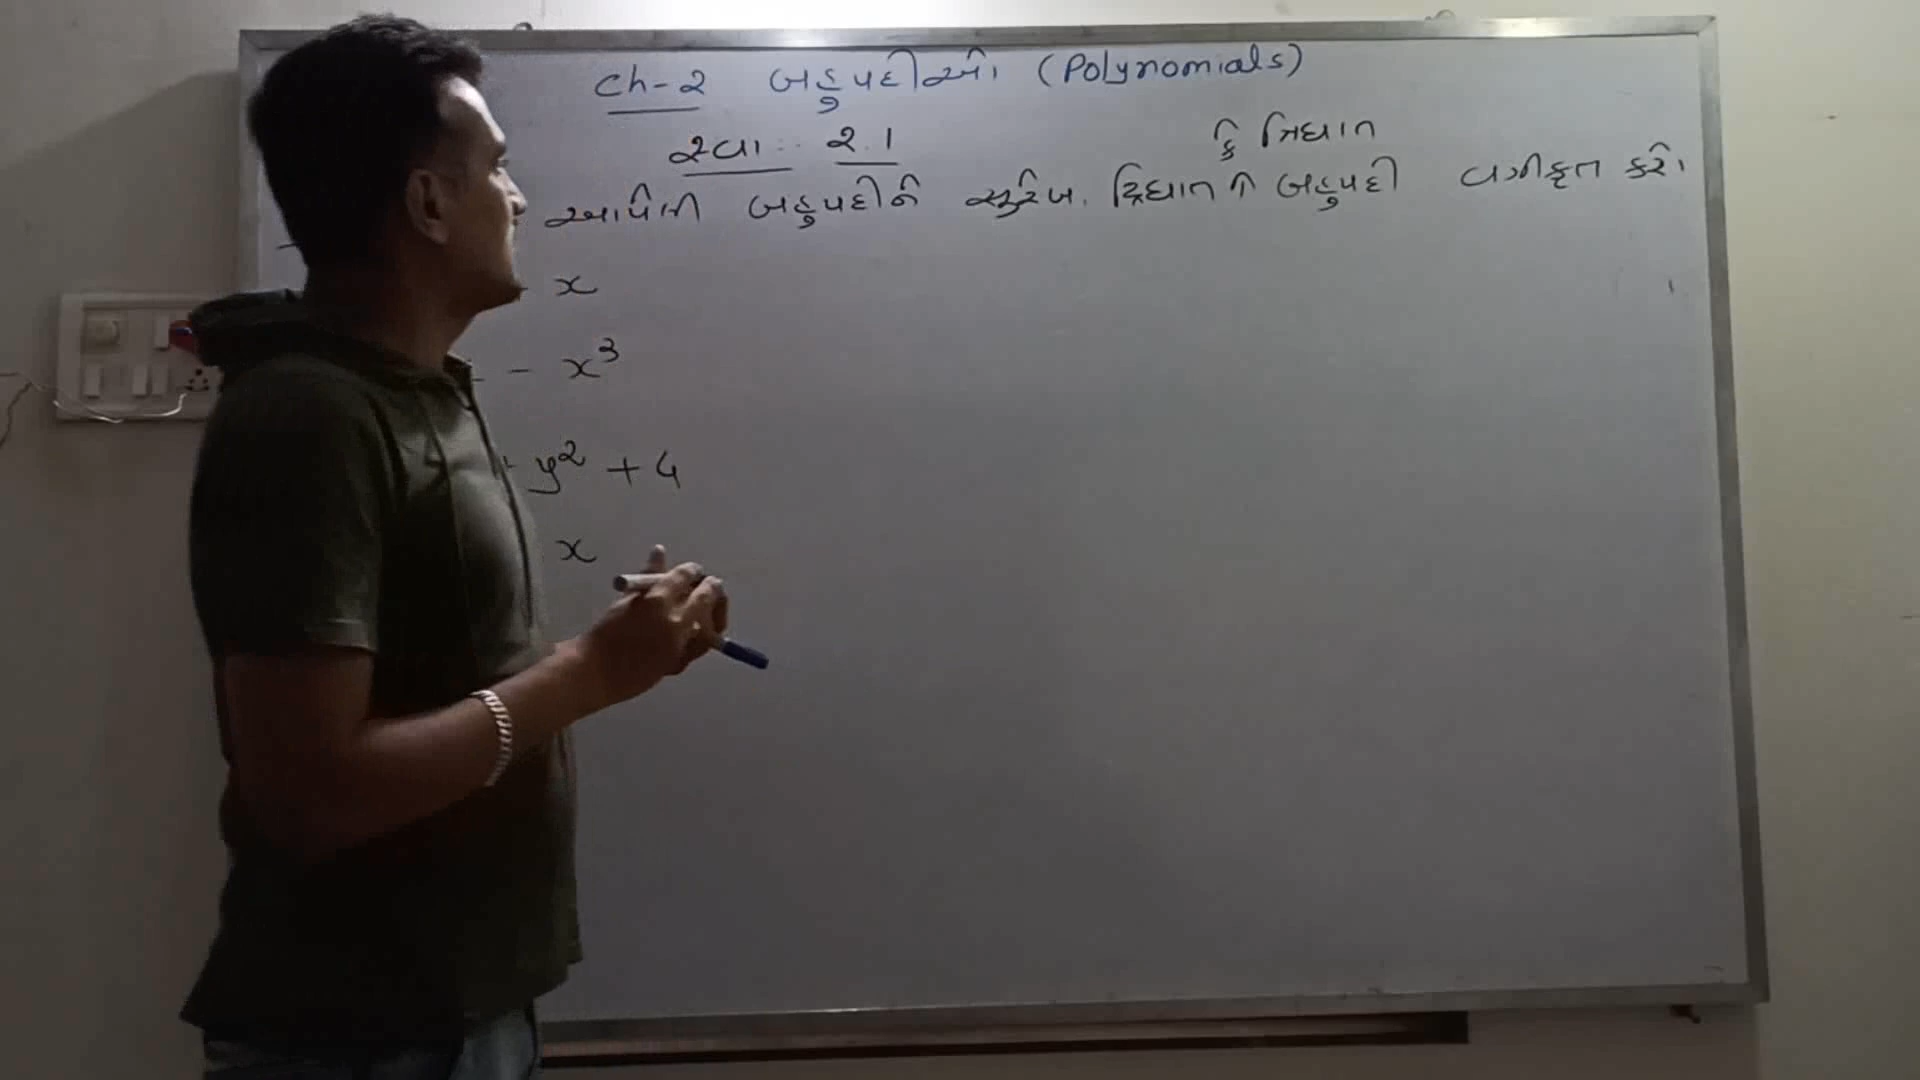 Ch-2 બહુપદીઓ (Polynomials)
સ્વા. 2.1
કે ત્રિઘાત
આપેલ બહુપદીને સુરેખ, દ્વિઘાત બહુપદી વર્ગીકૃત કરો
x
- x³
+ y² + 4
x